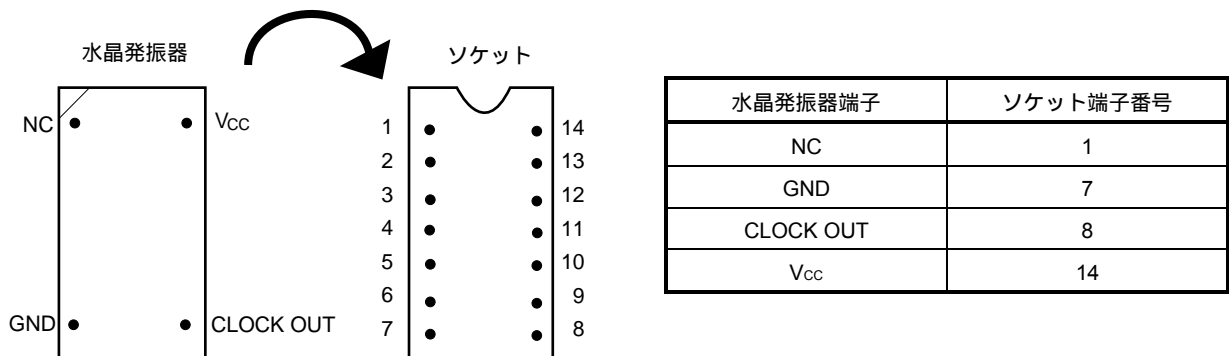 水晶発振器
NC
Vcc
GND
CLOCK OUT
ソケット
1 14
2 13
3 12
4 11
5 10
6 9
7 8
水晶発振器端子 ソケット端子番号
NC 1
GND 7
CLOCK OUT 8
Vcc 14